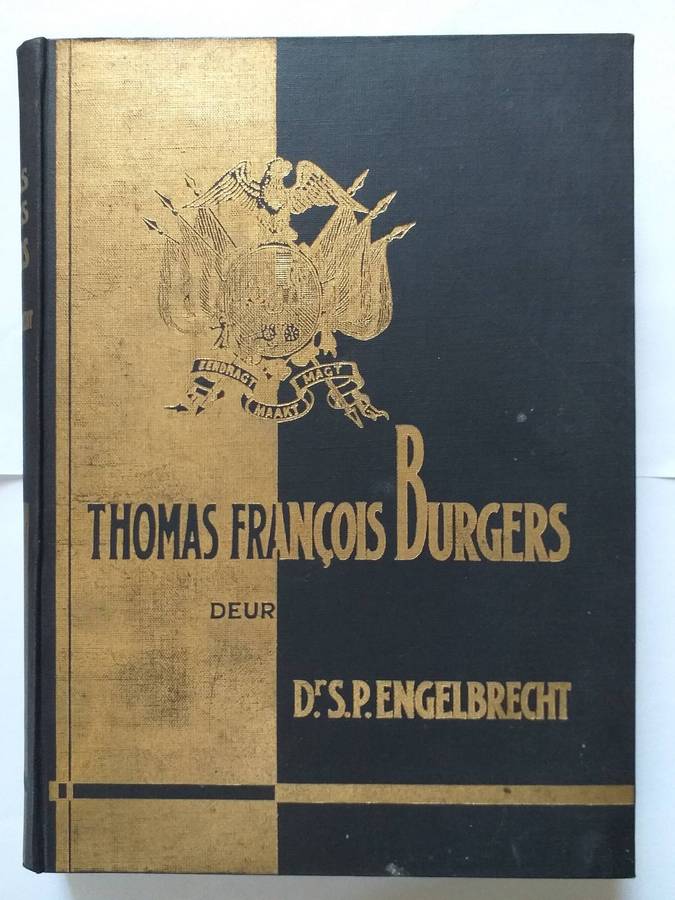 EENDRAGT MAAKT MAGT
THOMAS FRANÇOIS BURGERS
DEUR
Dr. S.P. ENGELBRECHT